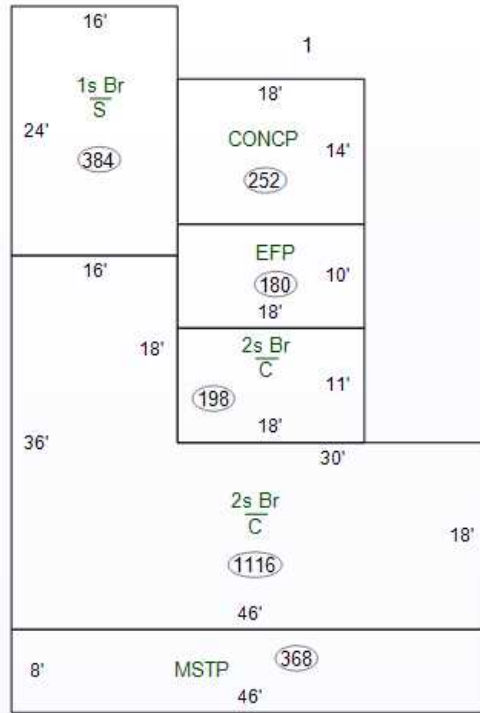 16'
1
1s Br
S
24'
384
18'
CONCP
14'
252
16'
EFP
180
10'
18'
18'
2s Br
C
11'
198
18'
36'
30'
2s Br
C
18'
1116
46'
8'
MSTP
368
46'